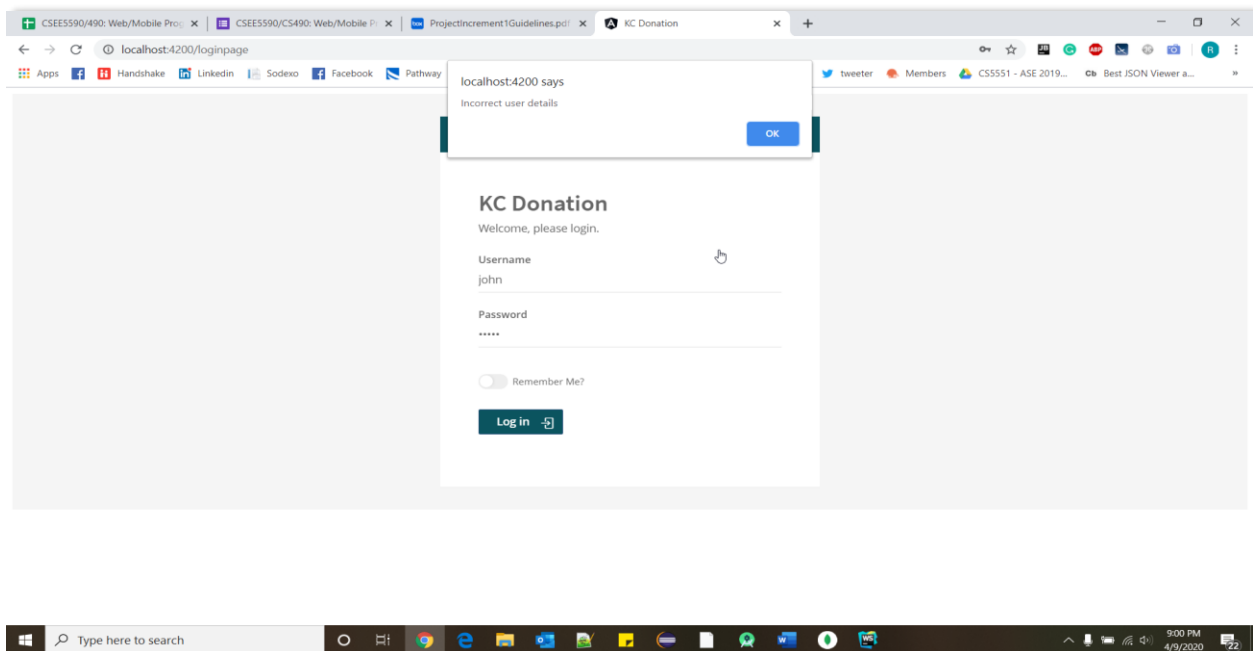 CSEE5590/490: Web/Mobile Prog
CSEE5590/CS490: Web/Mobile P
ProjectIncrement1Guidelines.pdf
KC Donation
localhost:4200/loginpage
R
Apps
Handshake
Linkedin
Sodexo
Facebook
Pathway
tweeter
Members
CS5551 - ASE 2019...
Cb Best JSON Viewer a...
»
localhost:4200 says
Incorrect user details
OK
KC Donation
Welcome, please login.
Username
john
Password
•••••
Remember Me?
Log in
Type here to search
9:00 PM
4/9/2020
22